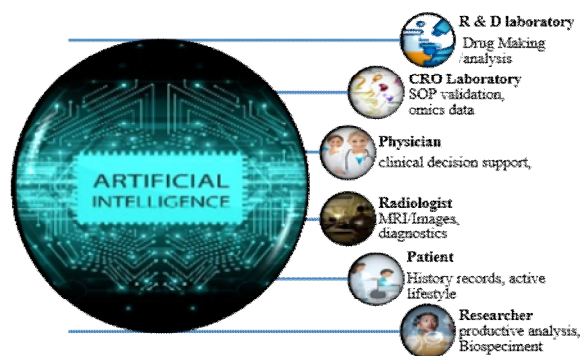 R & D laboratory
Drug Making
/analysis
CRO Laboratory
SOP validation,
omics data
Physician
clinical decision support,
ARTIFICIAL
INTELLIGENCE
Radiologist
MRI/Images,
diagnostics
Patient
History records, active
lifestyle
Researcher
productive analysis,
Biospeciment